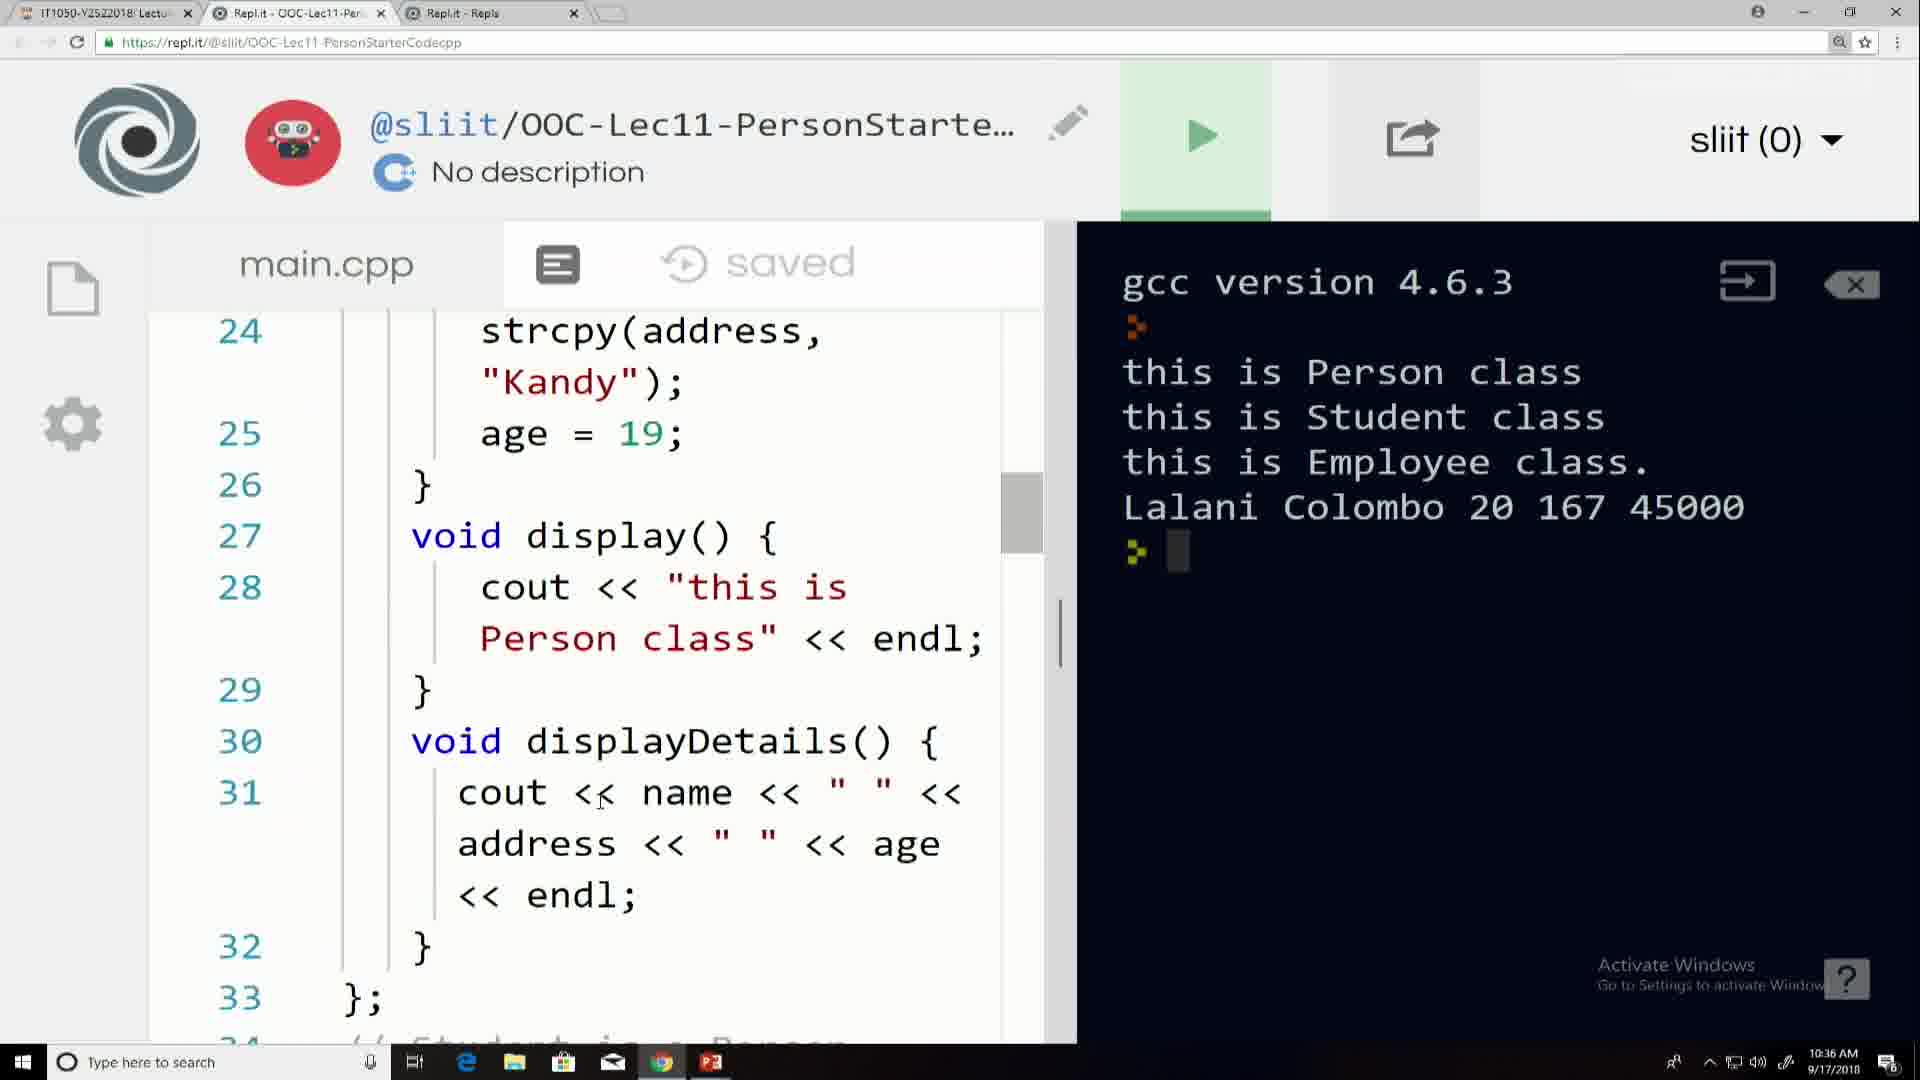 IT1050-Y2S22018: Lectu
Repl.it - OOC-Lec11-Per
Repl.it - Repls
https://repl.it/@sliit/OOC-Lec11-PersonStarterCodecpp
@sliit/OOC-Lec11-PersonStarte...
No description
sliit (0)
main.cpp
saved
24 strcpy(address,
"Kandy");
25 age = 19;
26 }
27 void display() {
28 cout << "this is
Person class" << endl;
29 }
30 void displayDetails() {
31 cout << name << " " <<
address << " " << age
<< endl;
32 }
33 };
34 // Student is a Person
gcc version 4.6.3
this is Person class
this is Student class
this is Employee class.
Lalani Colombo 20 167 45000
Activate Windows
Go to Settings to activate Window
?
Type here to search
10:36 AM
9/17/2018